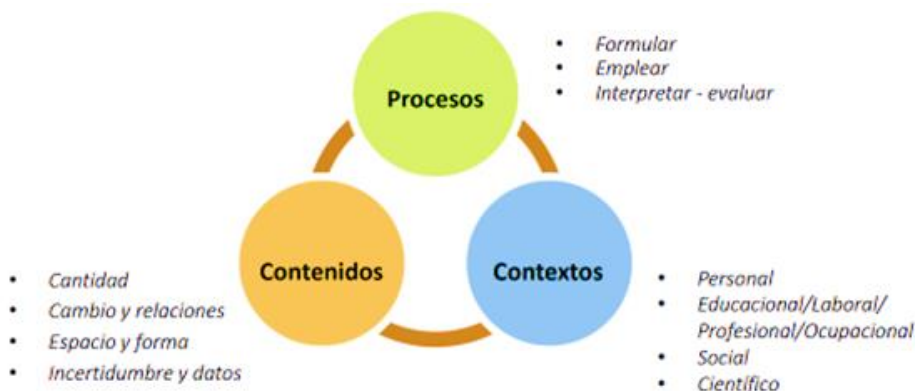 Procesos
• Formular
• Emplear
• Interpretar - evaluar
Contenidos
• Cantidad
• Cambio y relaciones
• Espacio y forma
• Incertidumbre y datos
Contextos
• Personal
• Educacional/Laboral/
Profesional/Ocupacional
• Social
• Científico